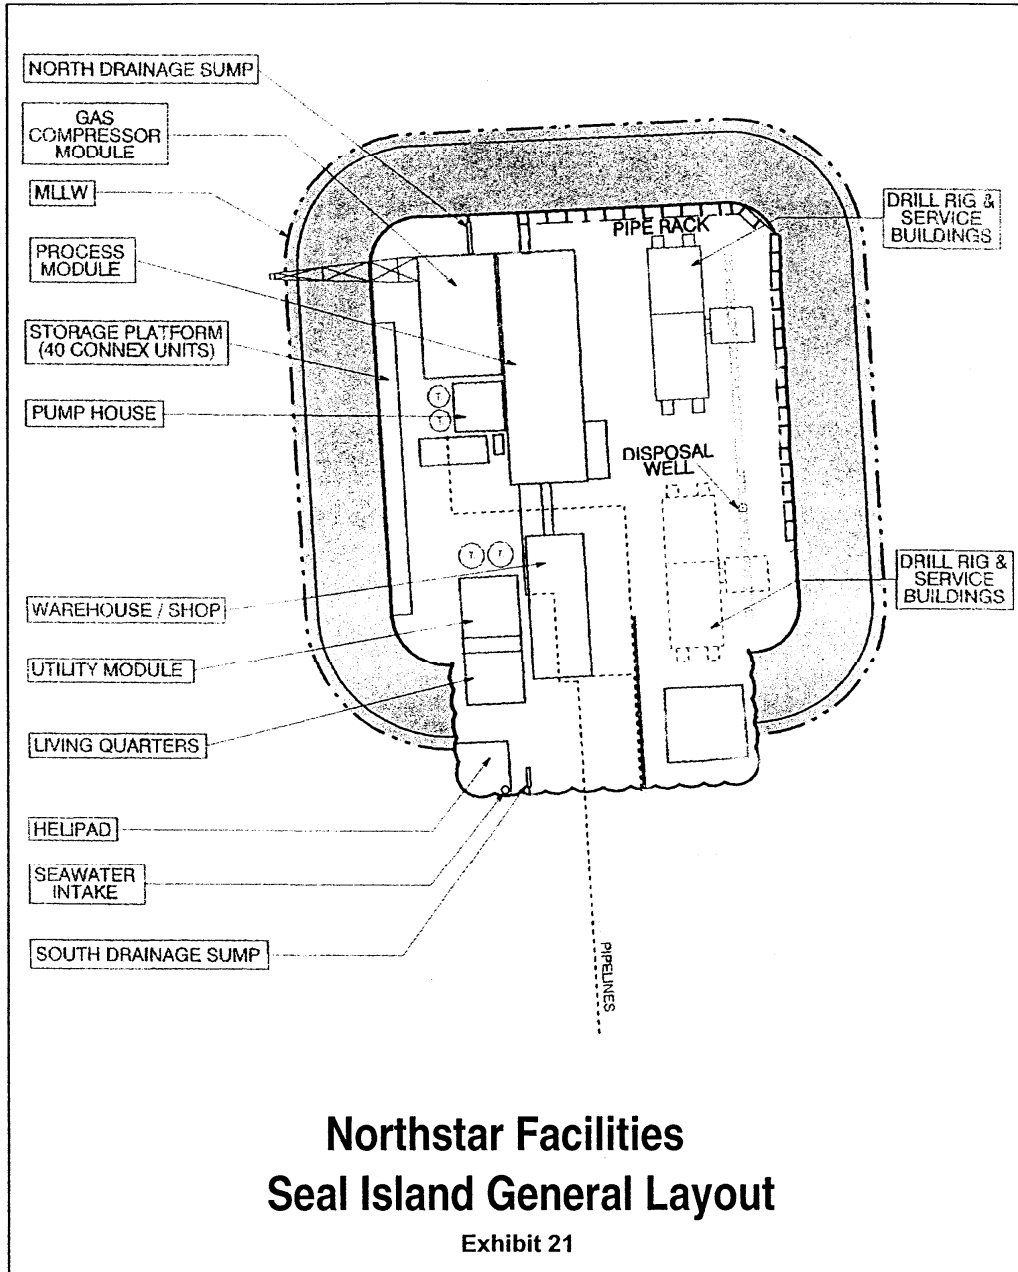 NORTH DRAINAGE SUMP
GAS
COMPRESSOR
MODULE
MLLW
PROCESS
MODULE
STORAGE PLATFORM
(40 CONNEX UNITS)
PUMP HOUSE
WAREHOUSE / SHOP
UTILITY MODULE
LIVING QUARTERS
HELIPAD
SEAWATER
INTAKE
SOUTH DRAINAGE SUMP
PIPE RACK
DRILL RIG &
SERVICE
BUILDINGS
T
T
DISPOSAL
WELL
T
T
DRILL RIG &
SERVICE
BUILDINGS
PIPELINES
Northstar Facilities
Seal Island General Layout
Exhibit 21